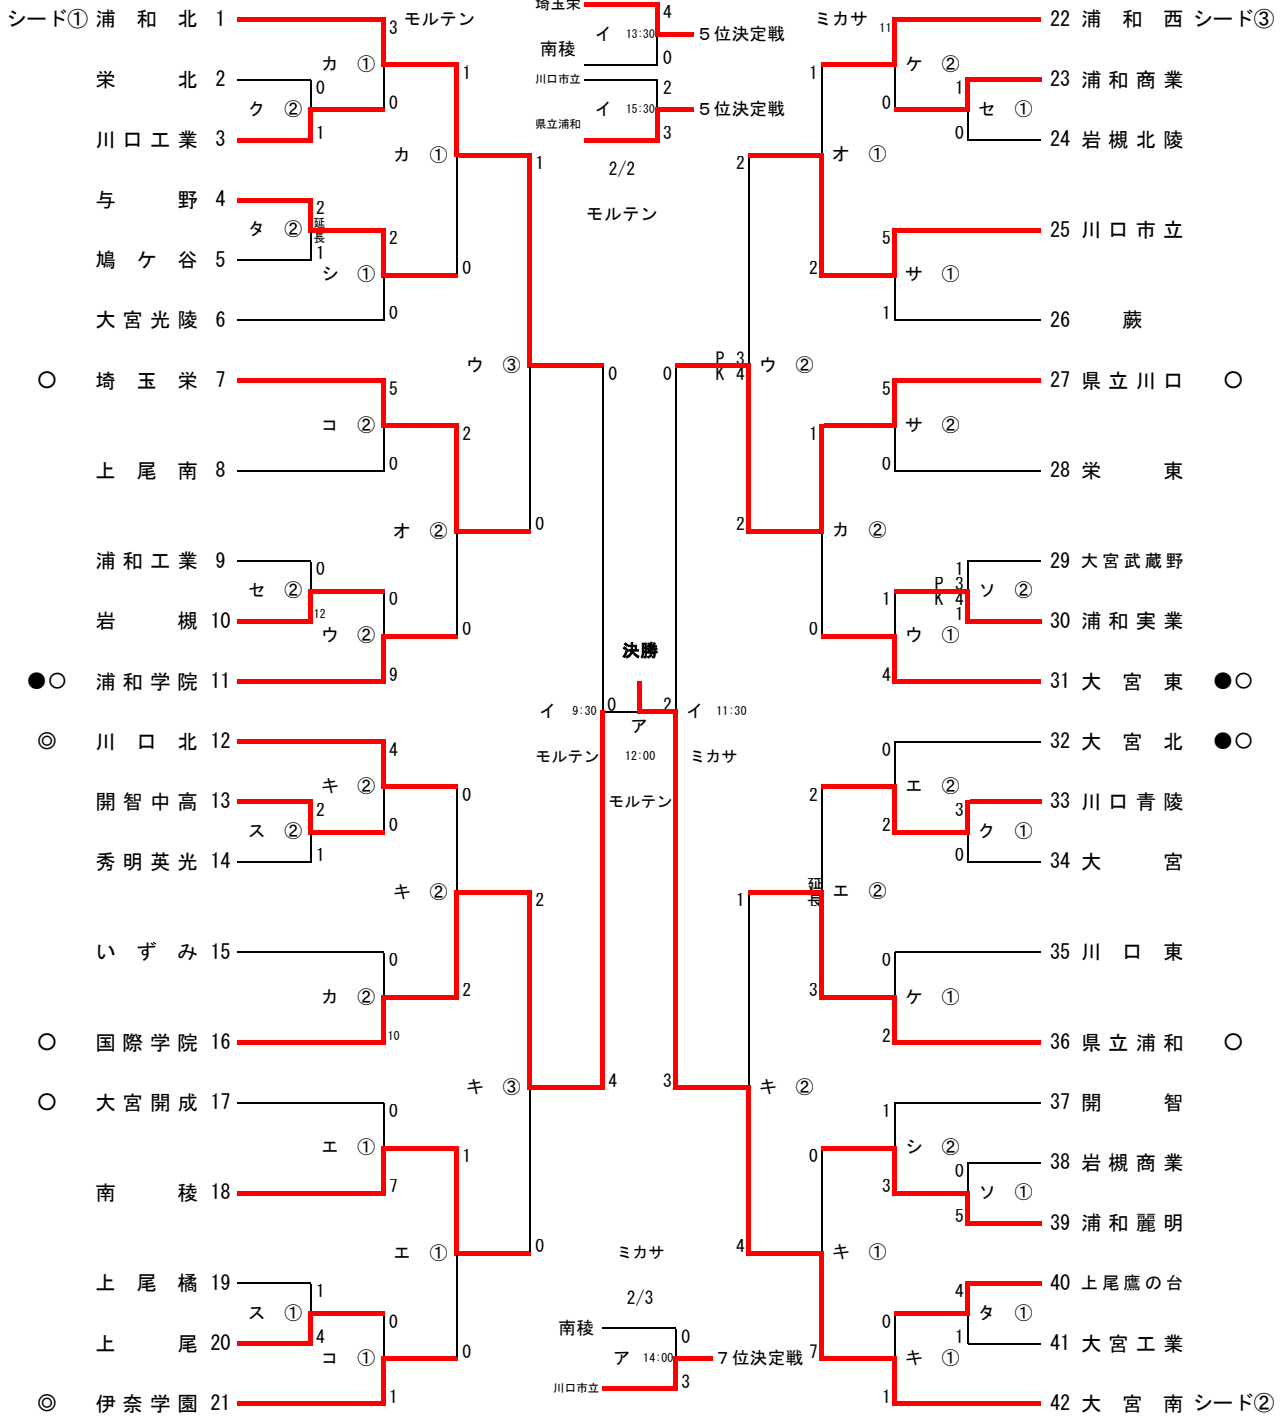 シード① 浦和北 1
3 モルテン
カ ①
栄北 2
0
ク ②
0
1
川口工業 3
1
カ ①
与野 4
2
延長
タ ②
1
鳩ケ谷 5
2
シ ①
0
大宮光陵 6
0
1
ウ ③
0
○ 埼玉栄 7
5
コ ②
0
上尾南 8
2
オ ②
0
浦和工業 9
0
セ ②
12
岩槻 10
0
ウ ②
9
0
●○ 浦和学院 11
◎ 川口北 12
4
キ ②
0
開智中高 13
2
ス ②
1
秀明英光 14
0
キ ②
2
いずみ 15
0
カ ②
10
2
○ 国際学院 16
キ ③
4
○ 大宮開成 17
0
エ ①
7
南稜 18
1
エ ①
0
上尾橘 19
1
ス ①
4
上尾 20
0
コ ①
1
0
◎ 伊奈学園 21
埼玉栄
4
イ 13:30
5位決定戦
南稜
0
川口市立
2
イ 15:30
5位決定戦
県立浦和
3
2/2
モルテン
決勝
イ 9:30
0
2
イ 11:30
ア
モルテン
12:00
ミカサ
モルテン
ミカサ
2/3
南稜
0
ア 14:00
7位決定戦
川口市立
3
ミカサ
11
22 浦和西 シード③
ケ ②
0
1
23 浦和商業
セ ①
0
24 岩槻北陵
1
オ ①
2
2
5
25 川口市立
サ ①
1
26 蕨
0
PK 3 4
ウ ②
5
27 県立川口 ○
サ ②
0
28 栄東
1
カ ②
2
0
1
29 大宮武蔵野
PK 3 4
ソ ②
1
30 浦和実業
1
ウ ①
4
31 大宮東 ●○
0
32 大宮北 ●○
エ ②
2
2
3
33 川口青陵
ク ①
0
34 大宮
延長
エ ②
1
3
0
35 川口東
ケ ①
2
36 県立浦和 ○
3
キ ②
4
1
37 開智
シ ②
3
0
0
38 岩槻商業
ソ ①
5
39 浦和麗明
キ ①
7
4
40 上尾鷹の台
タ ①
1
41 大宮工業
0
キ ①
1
42 大宮南 シード②